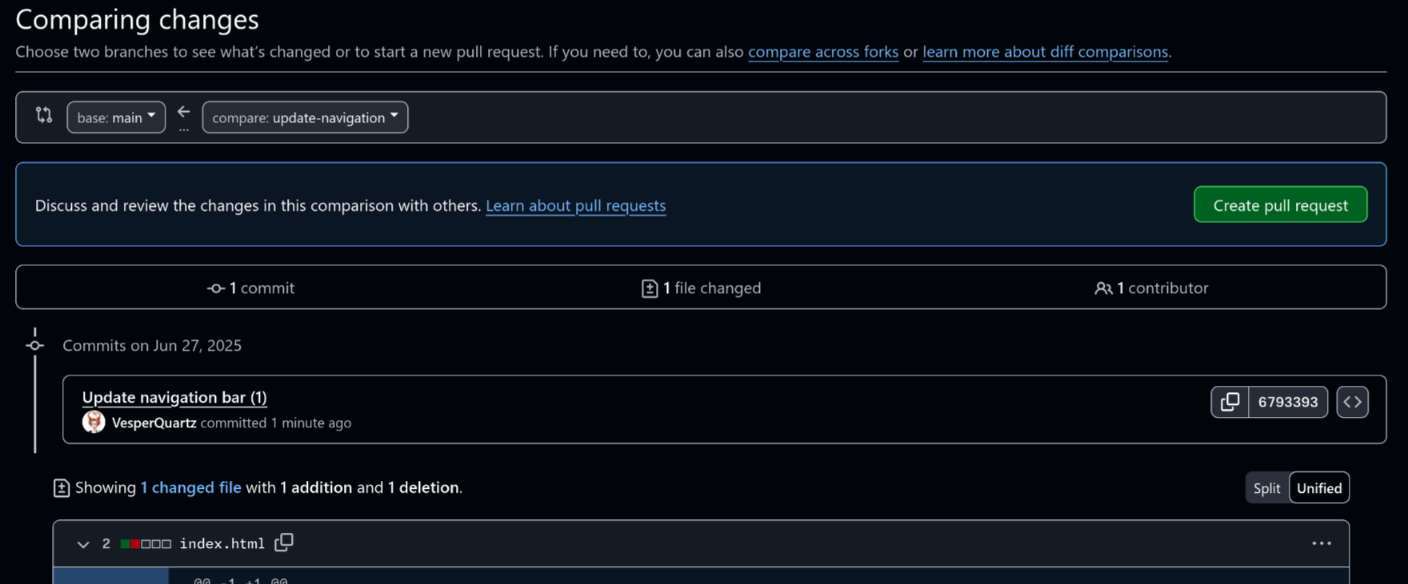 Comparing changes
Choose two branches to see what's changed or to start a new pull request. If you need to, you can also compare across forks or learn more about diff comparisons.
base: main ← compare: update-navigation
...
Discuss and review the changes in this comparison with others. Learn about pull requests Create pull request
1 commit 1 file changed 1 contributor
Commits on Jun 27, 2025
Update navigation bar (1)
6793393
VesperQuartz committed 1 minute ago
Showing 1 changed file with 1 addition and 1 deletion. Split Unified
2 index.html ...
@@ -1 +1 @@